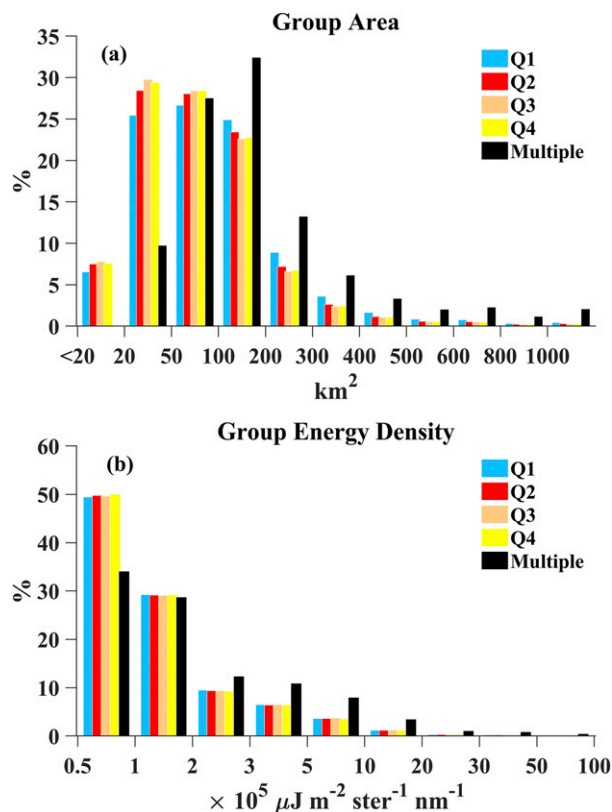 Group Area
(a)
Q1
Q2
Q3
Q4
Multiple
35
30
25
20
15
10
5
0
%
<20 20 50 100 200 300 400 500 600 800 1000
km²
Group Energy Density
(b)
Q1
Q2
Q3
Q4
Multiple
60
50
40
30
20
10
0
%
0.5 1 2 3 5 10 20 30 50 100
× 10⁵ μJ m⁻² ster⁻¹ nm⁻¹